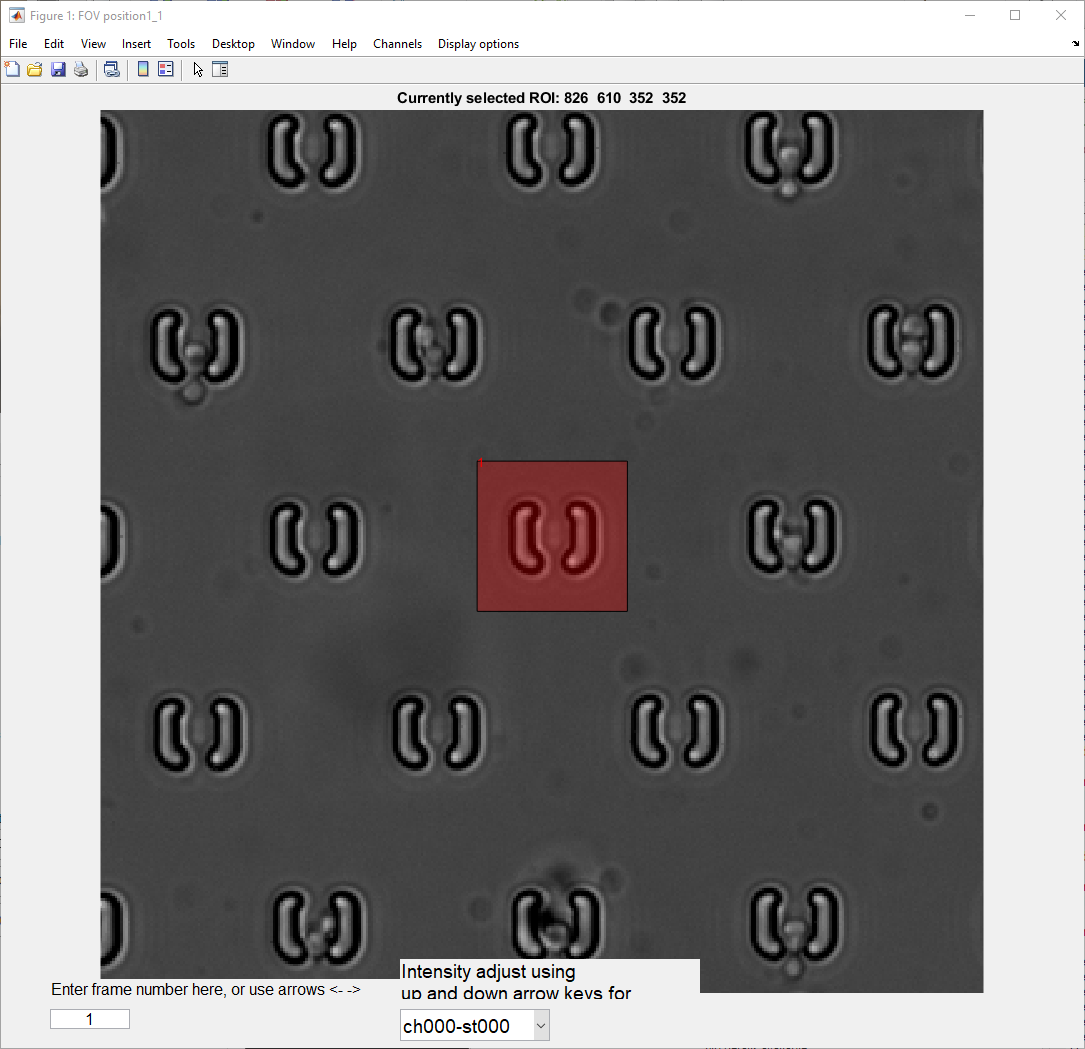 Figure 1: FOV position1_1
File Edit View Insert Tools Desktop Window Help Channels Display options
Currently selected ROI: 826 610 352 352
Intensity adjust using
up and down arrow keys for
Enter frame number here, or use arrows <- ->
1
ch000-st000